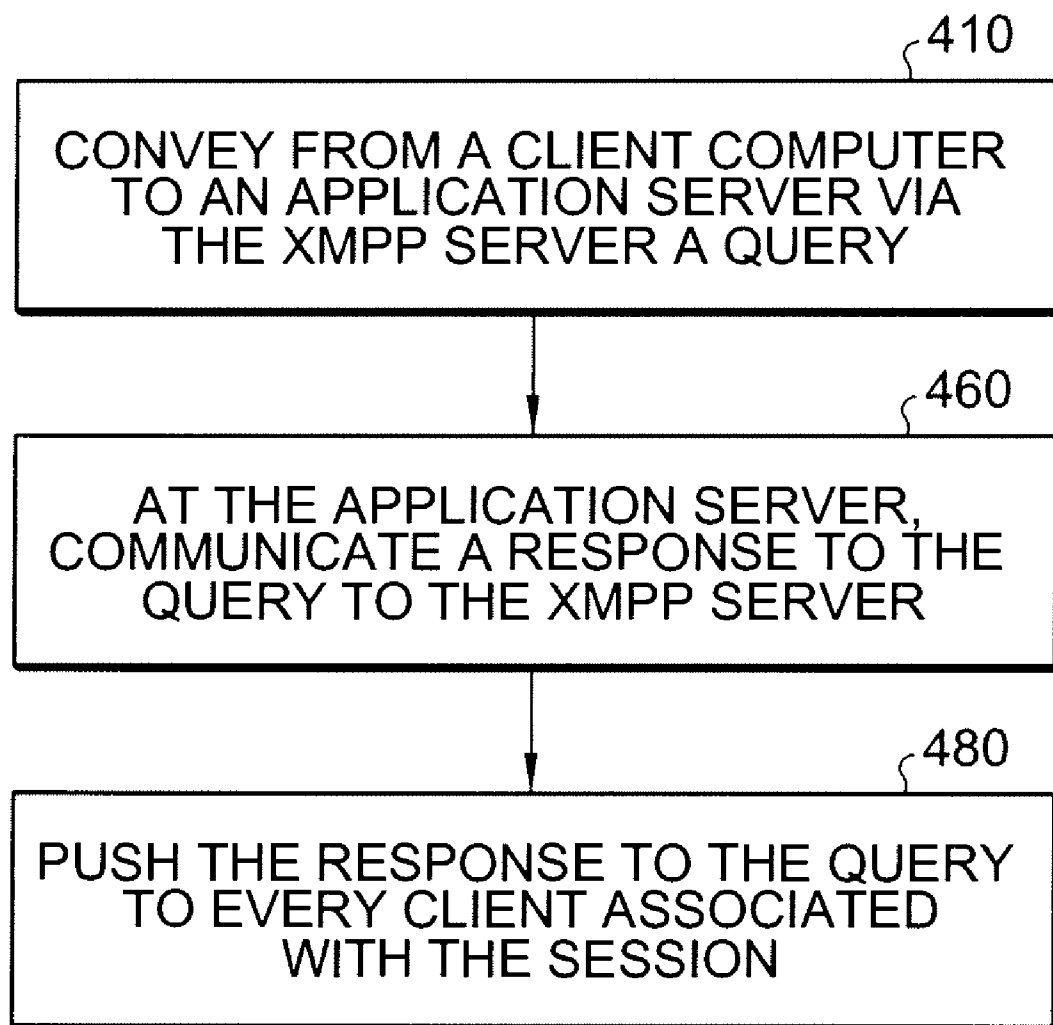 410
CONVEY FROM A CLIENT COMPUTER
TO AN APPLICATION SERVER VIA
THE XMPP SERVER A QUERY
460
AT THE APPLICATION SERVER,
COMMUNICATE A RESPONSE TO THE
QUERY TO THE XMPP SERVER
480
PUSH THE RESPONSE TO THE QUERY
TO EVERY CLIENT ASSOCIATED
WITH THE SESSION